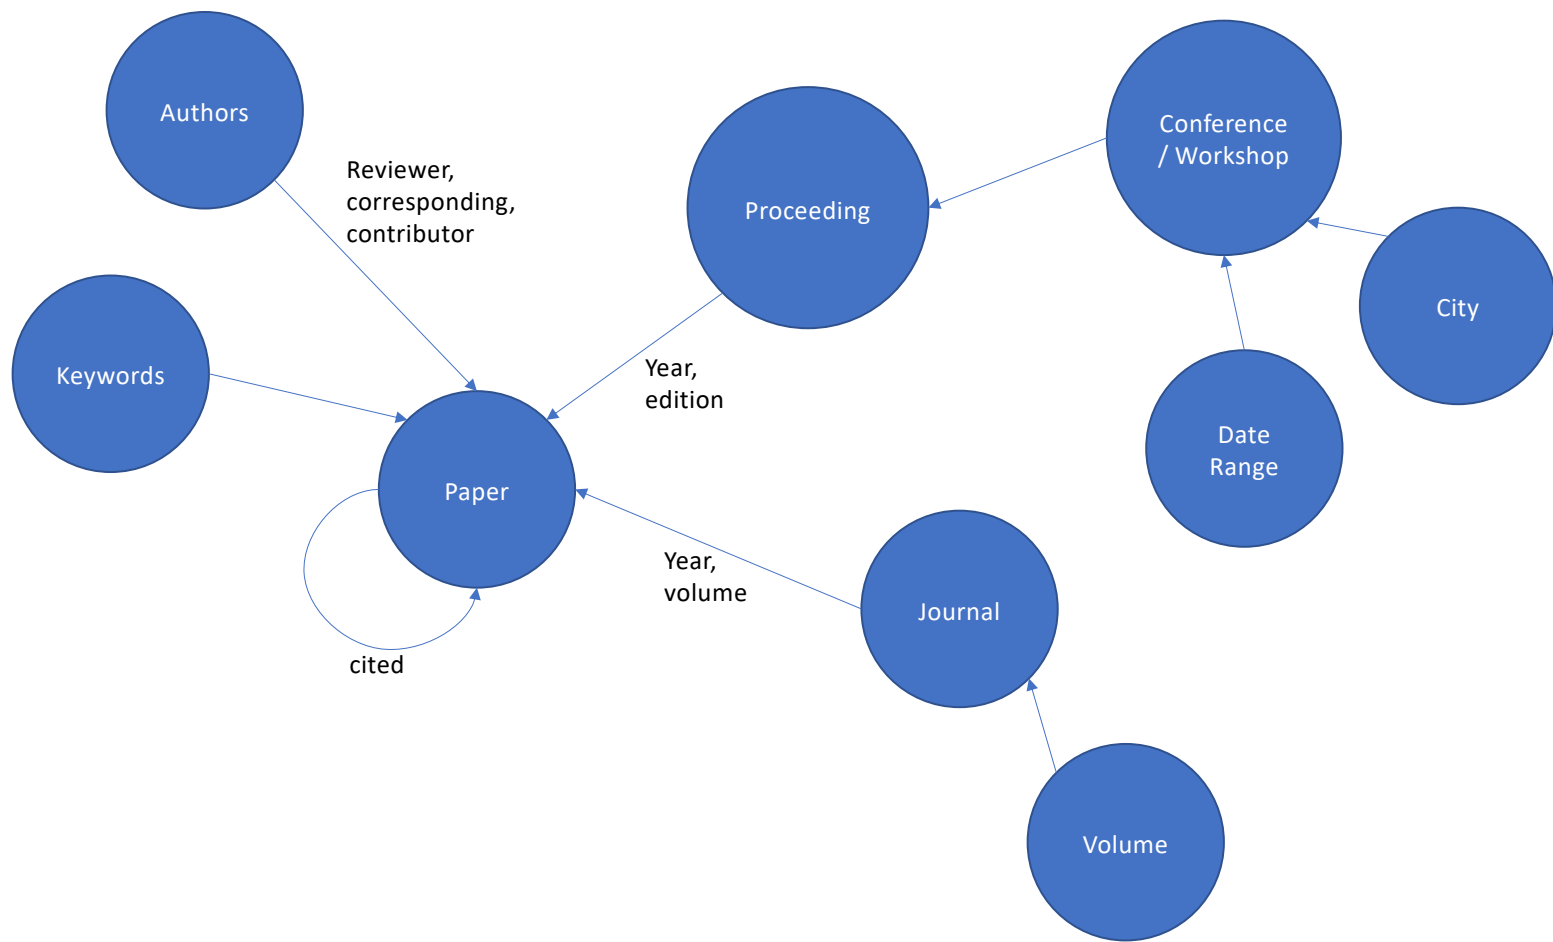 Authors
Conference
/ Workshop
Reviewer,
corresponding,
contributor
Proceeding
City
Keywords
Year,
edition
Date
Range
Paper
Year,
volume
Journal
cited
Volume